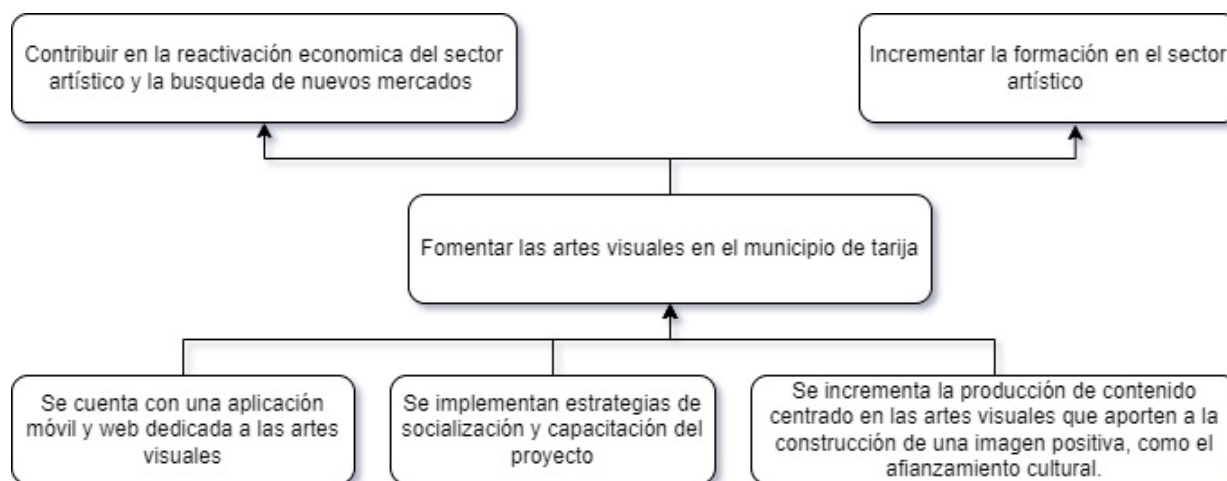 Contribuir en la reactivación economica del sector
artístico y la busqueda de nuevos mercados
Incrementar la formación en el sector
artístico
Fomentar las artes visuales en el municipio de tarija
Se cuenta con una aplicación
móvil y web dedicada a las artes
visuales
Se implementan estrategias de
socialización y capacitación del
proyecto
Se incrementa la producción de contenido
centrado en las artes visuales que aporten a la
construcción de una imagen positiva, como el
afianzamiento cultural.